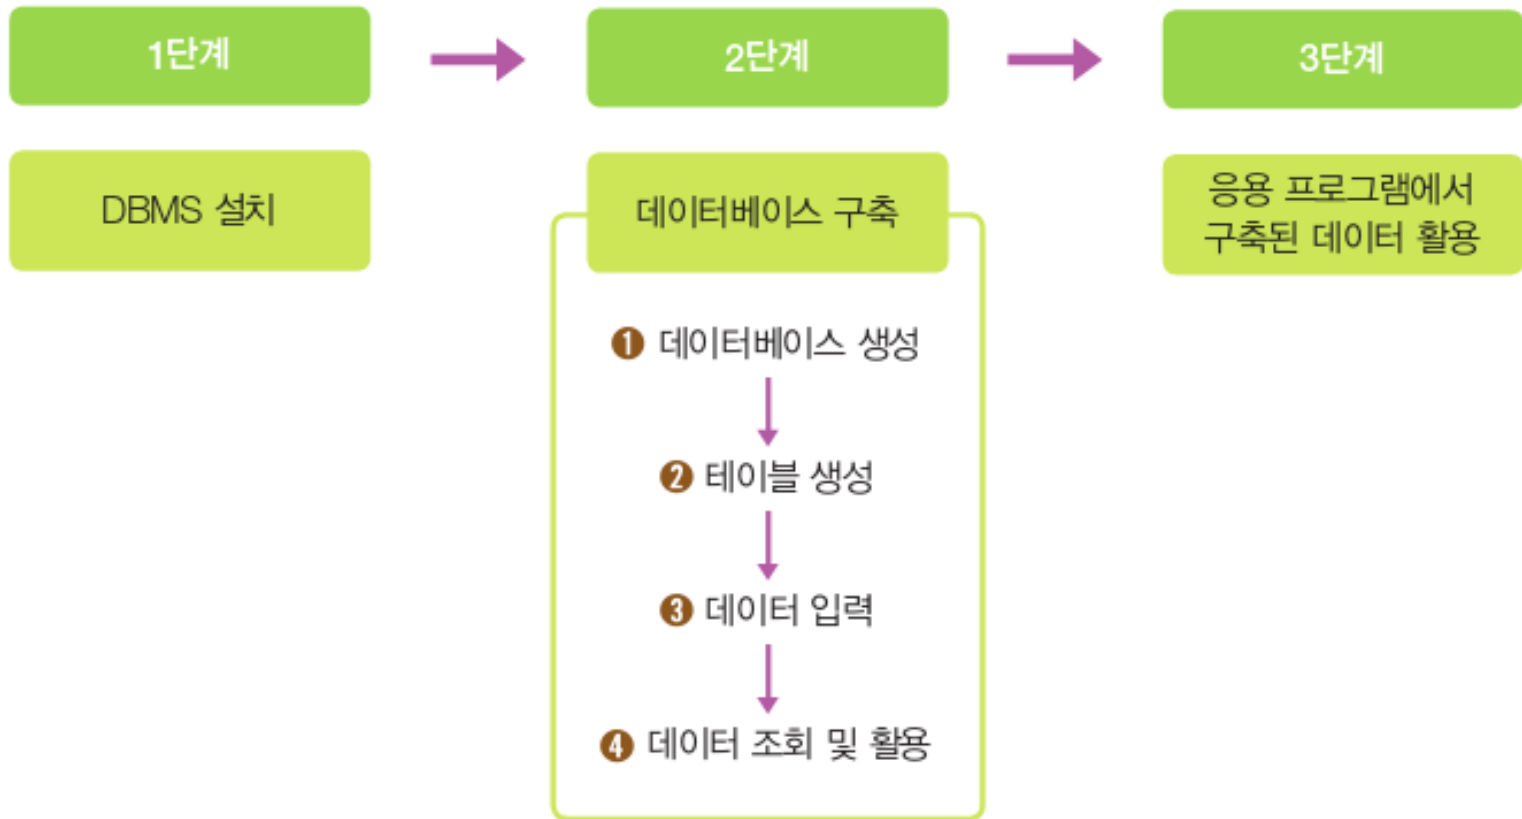 1단계
2단계
3단계
DBMS 설치
데이터베이스 구축
응용 프로그램에서
구축된 데이터 활용
❶ 데이터베이스 생성
❷ 테이블 생성
❸ 데이터 입력
❹ 데이터 조회 및 활용